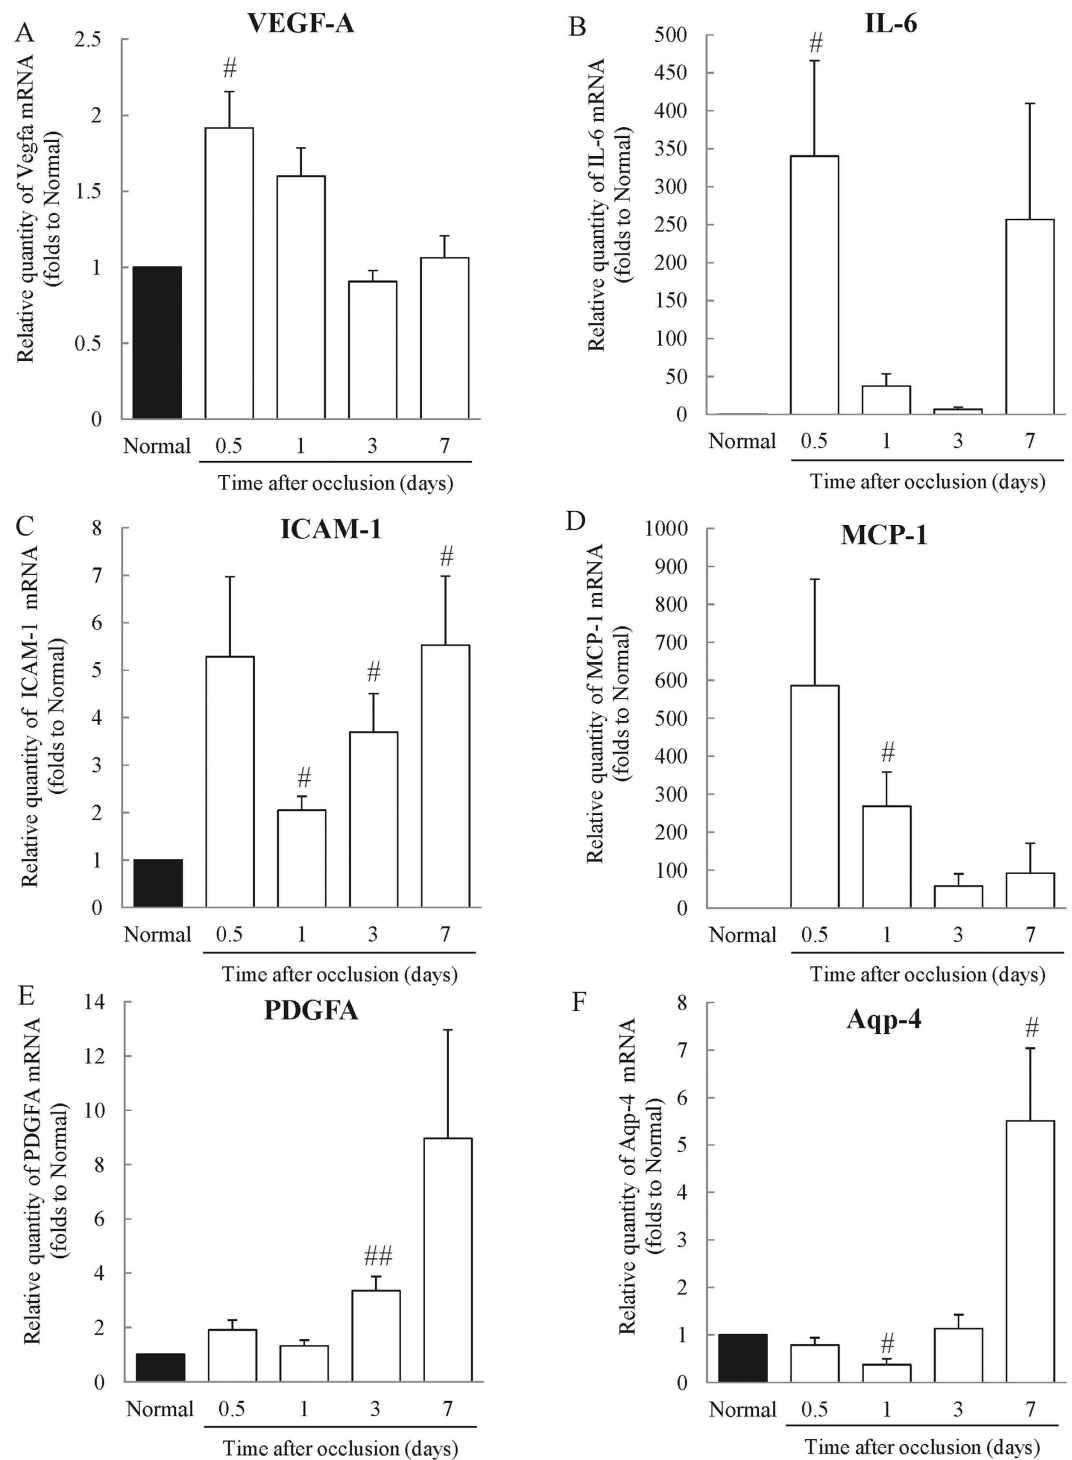 A
VEGF-A
Relative quantity of Vegfa mRNA
(folds to Normal)
2.5
2
1.5
1
0.5
0
#
Normal
0.5
1
3
7
Time after occlusion (days)
B
IL-6
Relative quantity of IL-6 mRNA
(folds to Normal)
500
450
400
350
300
250
200
150
100
50
0
#
Normal
0.5
1
3
7
Time after occlusion (days)
C
ICAM-1
Relative quantity of ICAM-1 mRNA
(folds to Normal)
8
7
6
5
4
3
2
1
0
#
#
#
Normal
0.5
1
3
7
Time after occlusion (days)
D
MCP-1
Relative quantity of MCP-1 mRNA
(folds to Normal)
1000
900
800
700
600
500
400
300
200
100
0
#
Normal
0.5
1
3
7
Time after occlusion (days)
E
PDGFA
Relative quantity of PDGFA mRNA
(folds to Normal)
14
12
10
8
6
4
2
0
##
Normal
0.5
1
3
7
Time after occlusion (days)
F
Aqp-4
Relative quantity of Aqp-4 mRNA
(folds to Normal)
8
7
6
5
4
3
2
1
0
#
#
Normal
0.5
1
3
7
Time after occlusion (days)